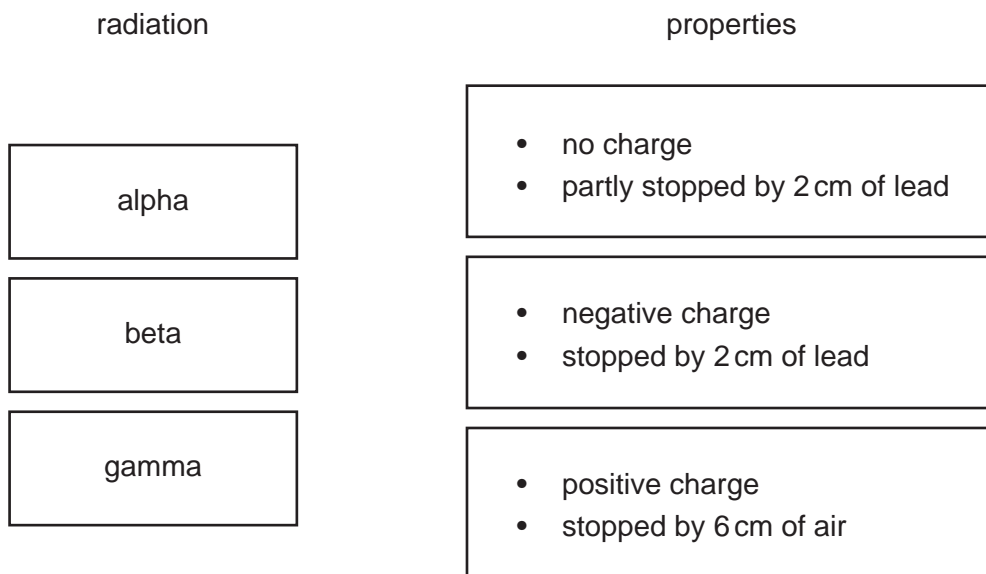 radiation
properties
alpha
beta
gamma
• no charge
• partly stopped by 2 cm of lead
• negative charge
• stopped by 2 cm of lead
• positive charge
• stopped by 6 cm of air